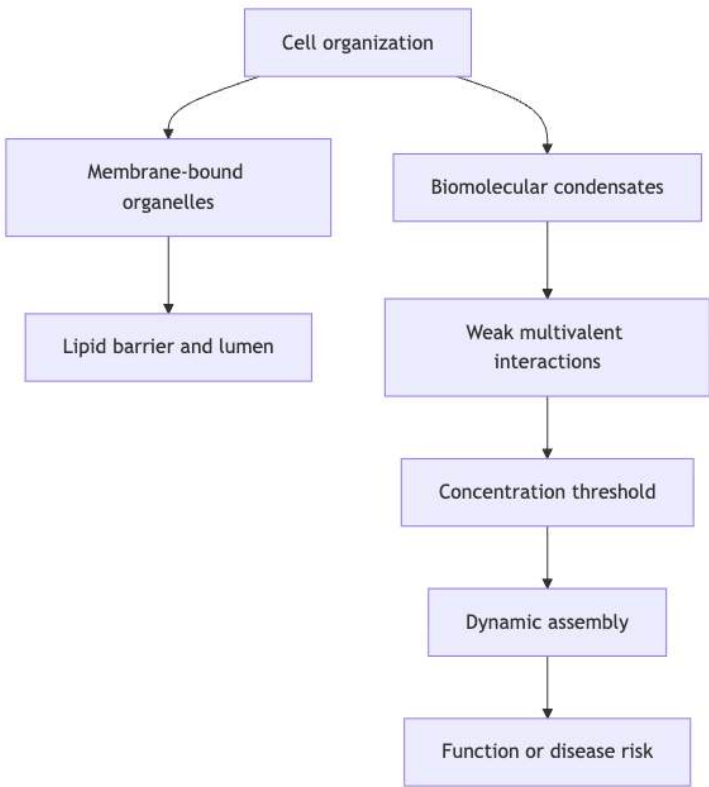 Cell organization
Membrane-bound
organelles
Biomolecular condensates
Lipid barrier and lumen
Weak multivalent
interactions
Concentration threshold
Dynamic assembly
Function or disease risk